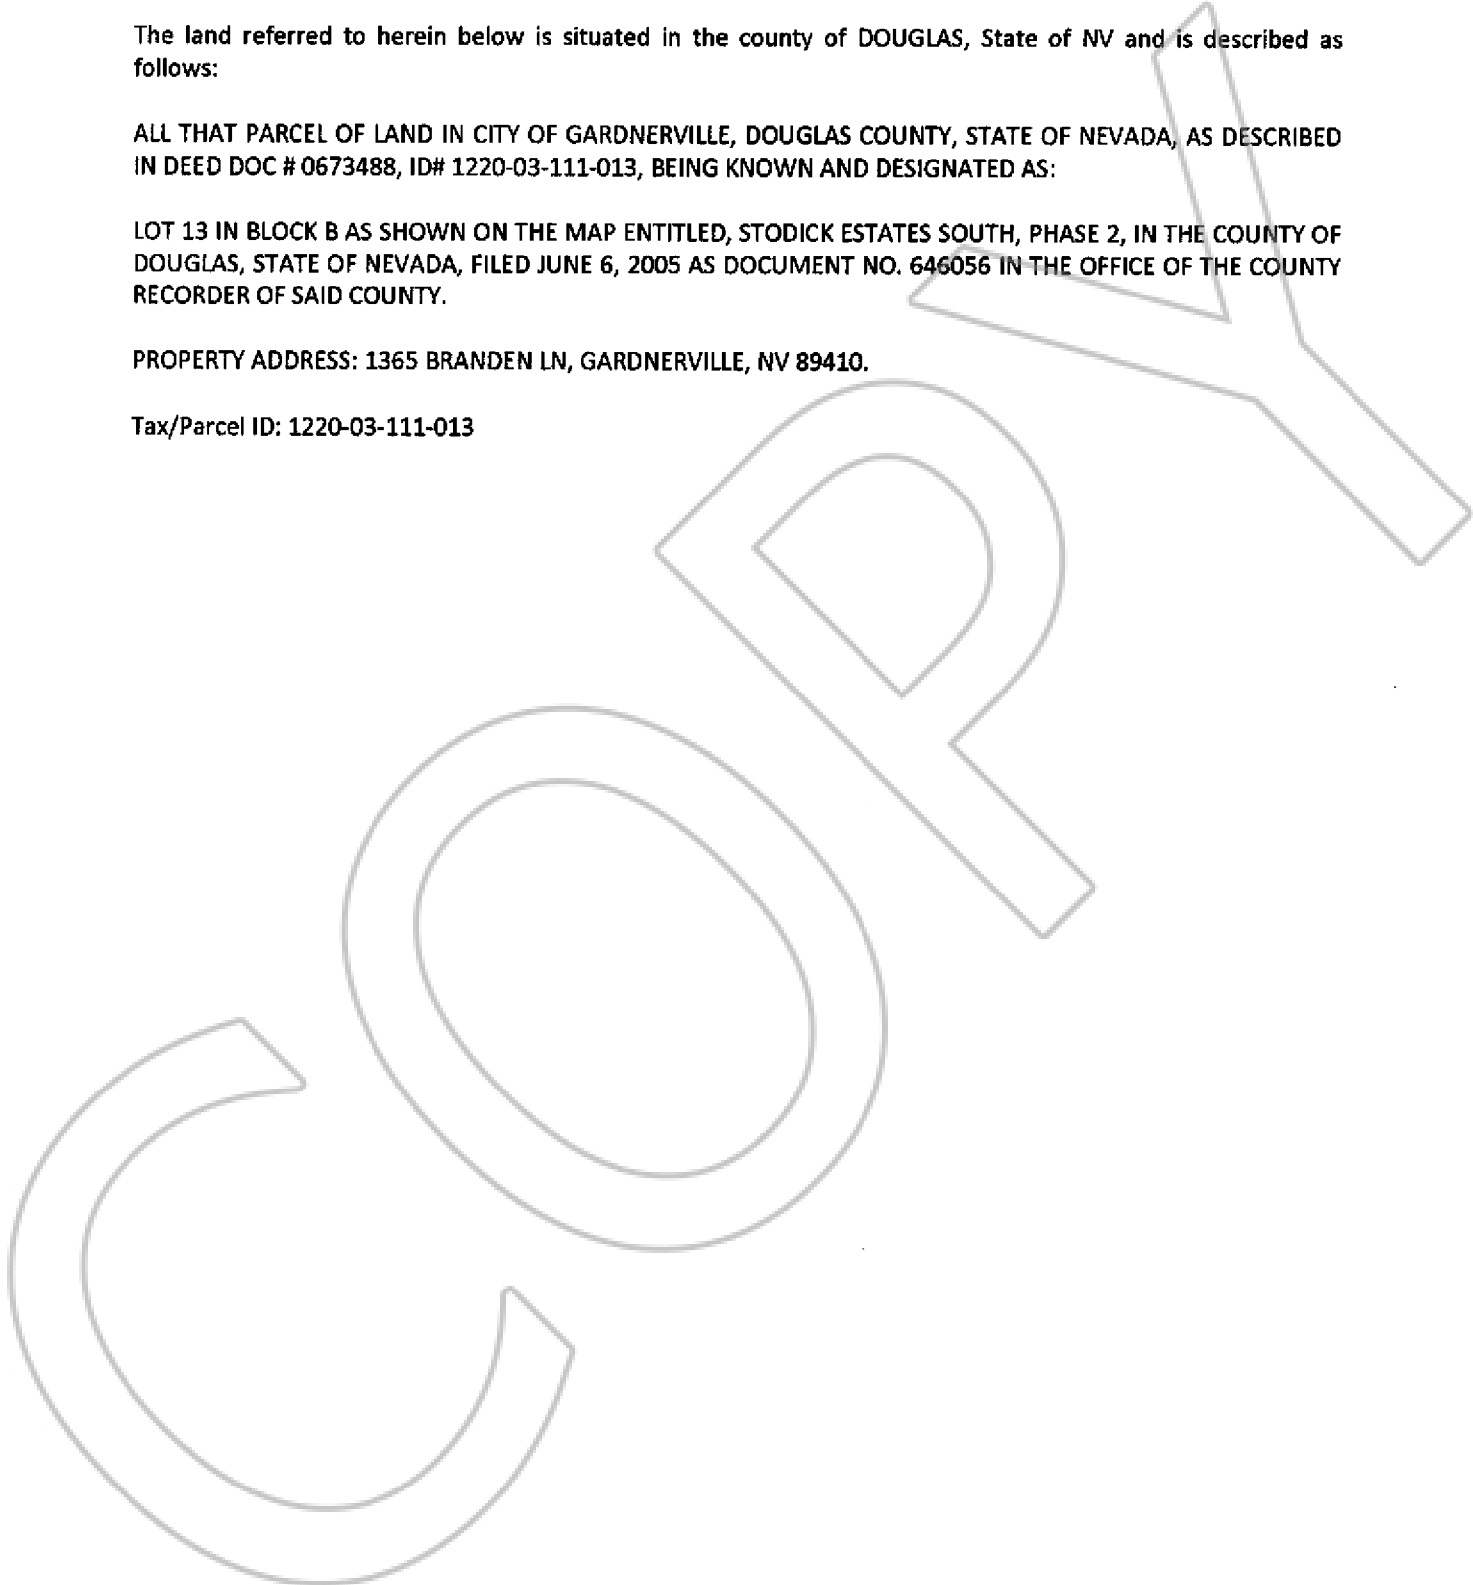 The land referred to herein below is situated in the county of DOUGLAS, State of NV and is described as
follows:
ALL THAT PARCEL OF LAND IN CITY OF GARDNERVILLE, DOUGLAS COUNTY, STATE OF NEVADA, AS DESCRIBED
IN DEED DOC # 0673488, ID# 1220-03-111-013, BEING KNOWN AND DESIGNATED AS:
LOT 13 IN BLOCK B AS SHOWN ON THE MAP ENTITLED, STODICK ESTATES SOUTH, PHASE 2, IN THE COUNTY OF
DOUGLAS, STATE OF NEVADA, FILED JUNE 6, 2005 AS DOCUMENT NO. 646056 IN THE OFFICE OF THE COUNTY
RECORDER OF SAID COUNTY.
PROPERTY ADDRESS: 1365 BRANDEN LN, GARDNERVILLE, NV 89410.
Tax/Parcel ID: 1220-03-111-013
COPY